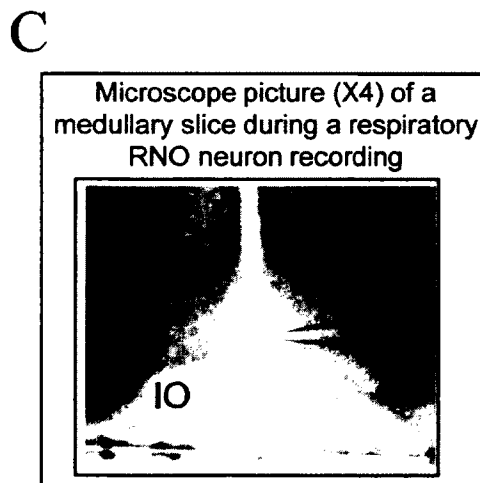 C
Microscope picture (X4) of a
medullary slice during a respiratory
RNO neuron recording
IO